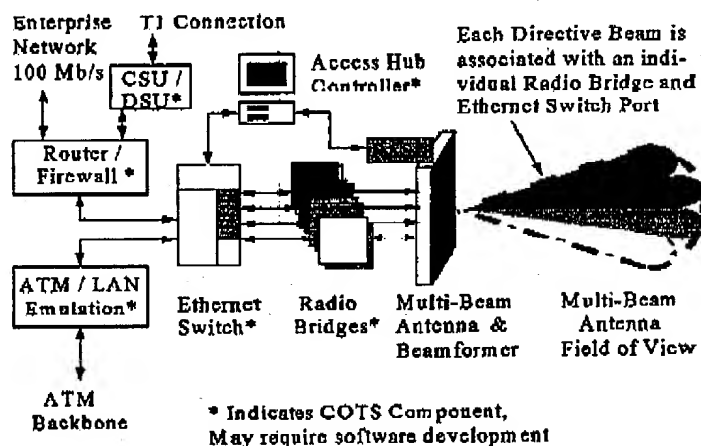 Enterprise
Network
100 Mb/s
T1 Connection
CSU /
DSU*
Access Hub
Controller*
Each Directive Beam is
associated with an indi-
vidual Radio Bridge and
Ethernet Switch Port
Router /
Firewall *
ATM / LAN
Emulation*
Ethernet
Switch*
Radio
Bridges*
Multi-Beam
Antenna &
Beamformer
Multi-Beam
Antenna
Field of View
ATM
Backbone
* Indicates COTS Component,
May require software development